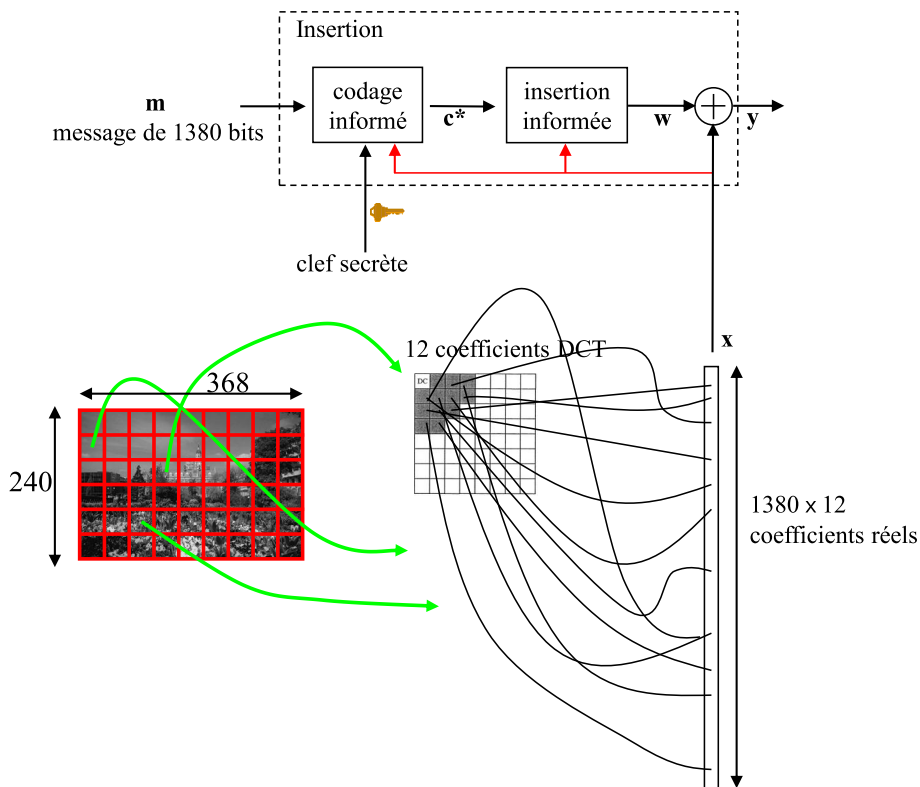 Insertion
m
message de 1380 bits
codage
informé
c*
insertion
informée
w
y
clef secrète
x
12 coefficients DCT
DC
368
240
1380 x 12
coefficients réels